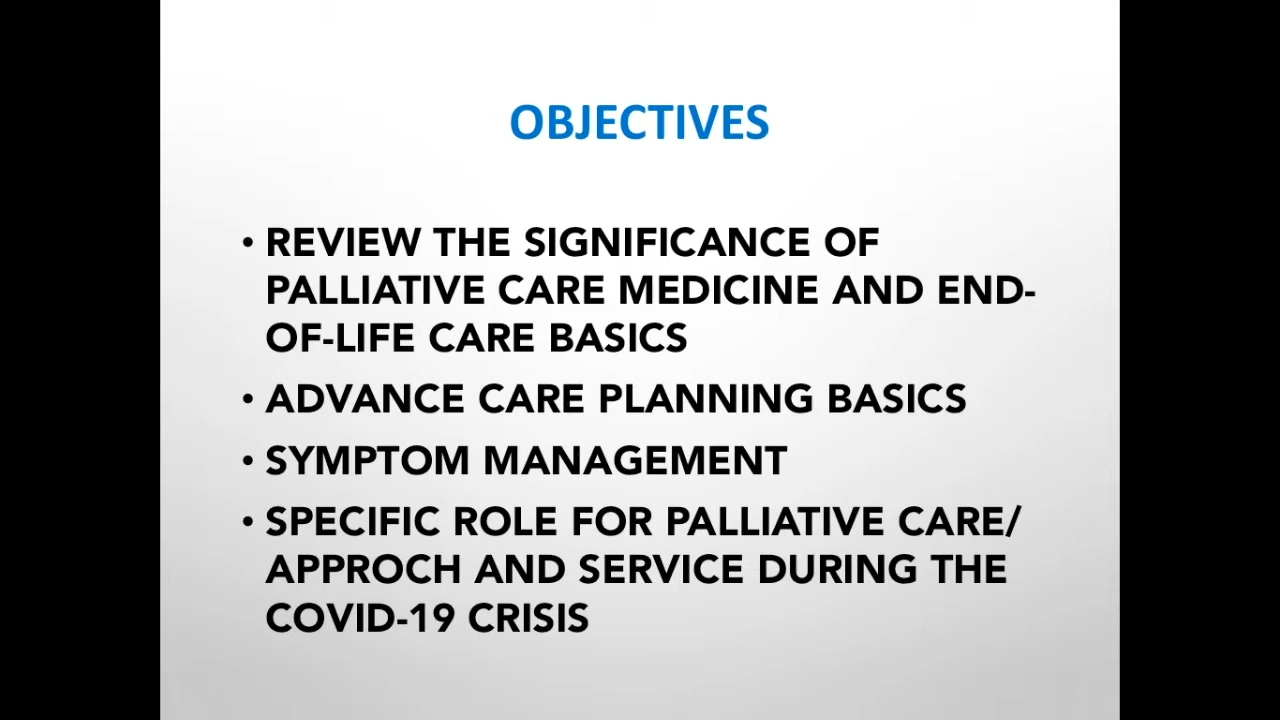 OBJECTIVES
• REVIEW THE SIGNIFICANCE OF
PALLIATIVE CARE MEDICINE AND END-
OF-LIFE CARE BASICS
• ADVANCE CARE PLANNING BASICS
• SYMPTOM MANAGEMENT
• SPECIFIC ROLE FOR PALLIATIVE CARE/
APPROCH AND SERVICE DURING THE
COVID-19 CRISIS